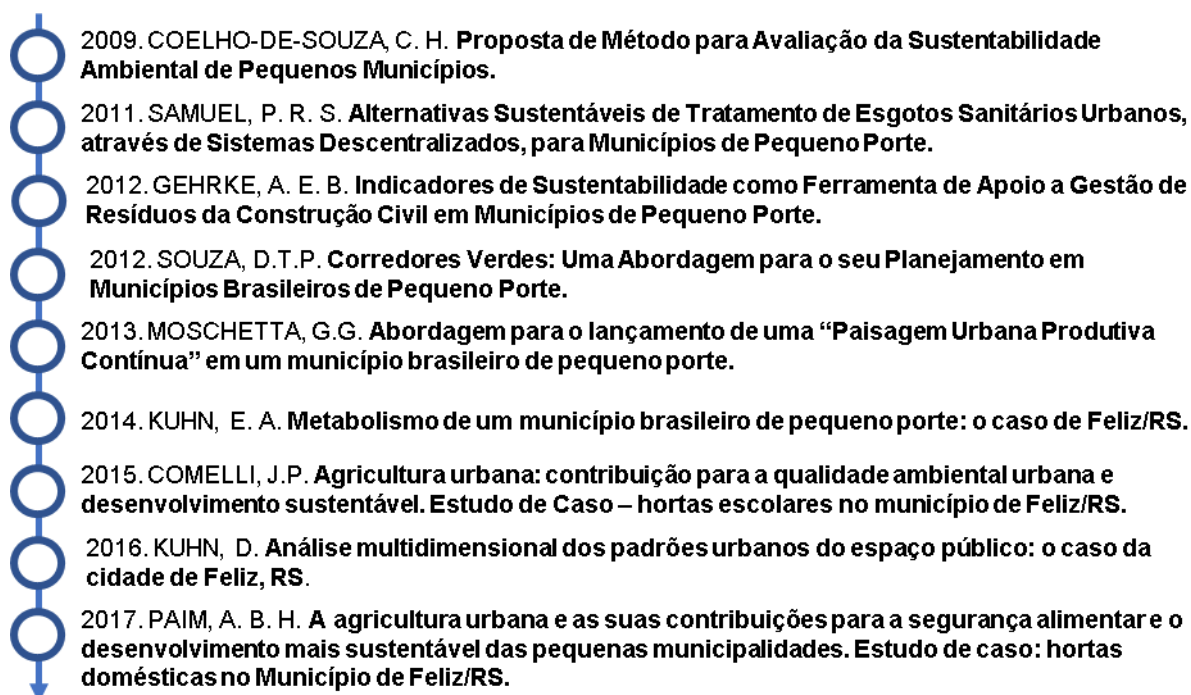 2009. COELHO-DE-SOUZA, C. H. Proposta de Método para Avaliação da Sustentabilidade
Ambiental de Pequenos Municípios.
2011. SAMUEL, P. R. S. Alternativas Sustentáveis de Tratamento de Esgotos Sanitários Urbanos,
através de Sistemas Descentralizados, para Municípios de Pequeno Porte.
2012. GEHRKE, A. E. B. Indicadores de Sustentabilidade como Ferramenta de Apoio a Gestão de
Resíduos da Construção Civil em Municípios de Pequeno Porte.
2012. SOUZA, D.T.P. Corredores Verdes: Uma Abordagem para o seu Planejamento em
Municípios Brasileiros de Pequeno Porte.
2013. MOSCHETTA, G.G. Abordagem para o lançamento de uma “Paisagem Urbana Produtiva
Contínua” em um município brasileiro de pequeno porte.
2014. KUHN, E. A. Metabolismo de um município brasileiro de pequeno porte: o caso de Feliz/RS.
2015. COMELLI, J.P. Agricultura urbana: contribuição para a qualidade ambiental urbana e
desenvolvimento sustentável. Estudo de Caso – hortas escolares no município de Feliz/RS.
2016. KUHN, D. Análise multidimensional dos padrões urbanos do espaço público: o caso da
cidade de Feliz, RS.
2017. PAIM, A. B. H. A agricultura urbana e as suas contribuições para a segurança alimentar e o
desenvolvimento mais sustentável das pequenas municipalidades. Estudo de caso: hortas
domésticas no Município de Feliz/RS.